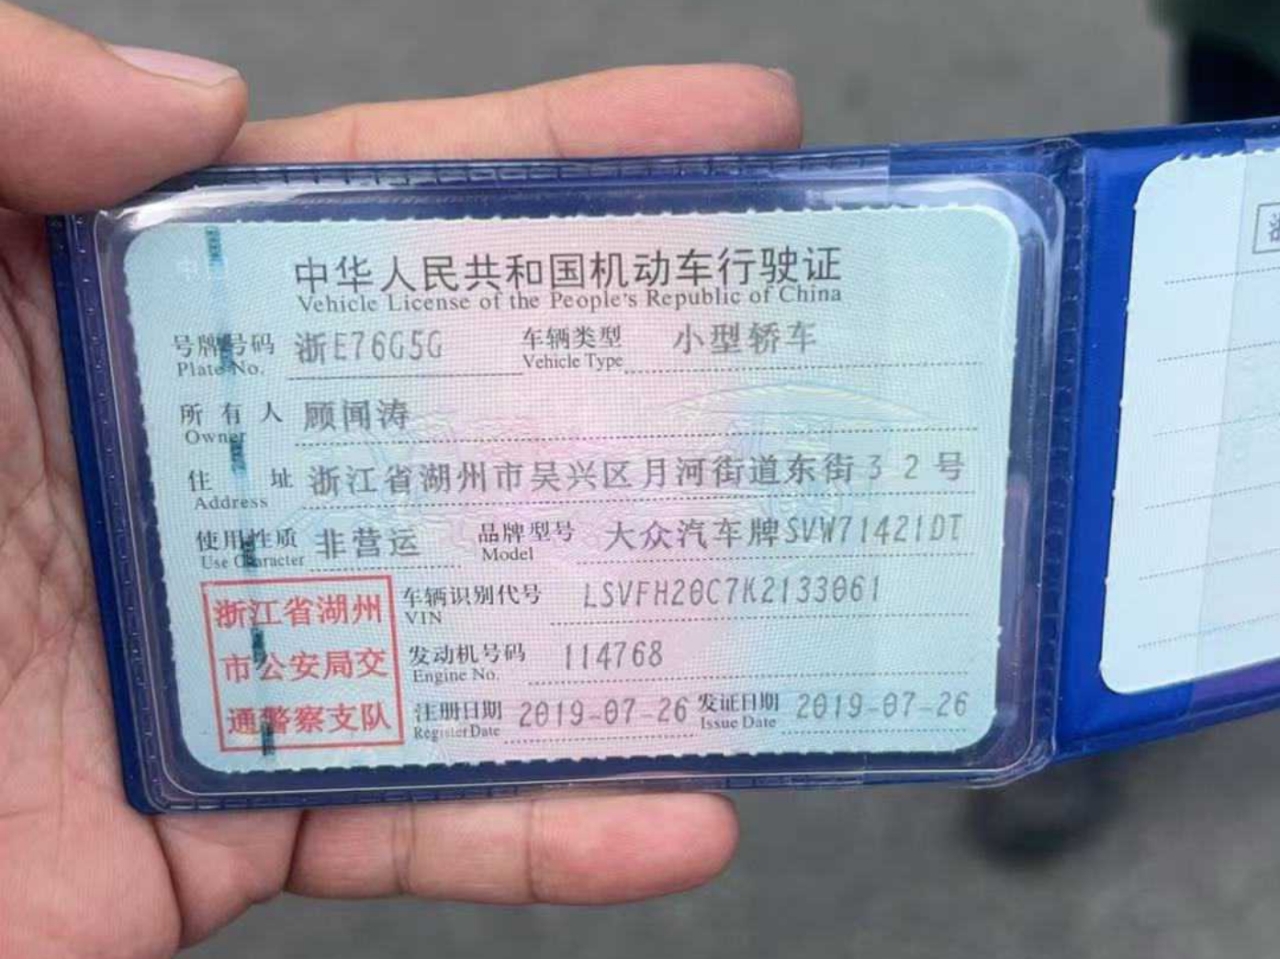 中华人民共和国机动车行驶证
Vehicle License of the People's Republic of China
号牌号码 浙E76G5G 车辆类型 小型轿车
Plate No. Vehicle Type
所有人 顾闻涛
Owner
住址 浙江省湖州市吴兴区月河街道东街32号
Address
使用性质 非营运 品牌型号 大众汽车牌SVW71421DT
Use Character Model
浙江省湖州
市公安局交
通警察支队
车辆识别代号 LSVFH20C7K2133061
VIN
发动机号码 114768
Engine No.
注册日期 2019-07-26 发证日期 2019-07-26
Register Date Issue Date